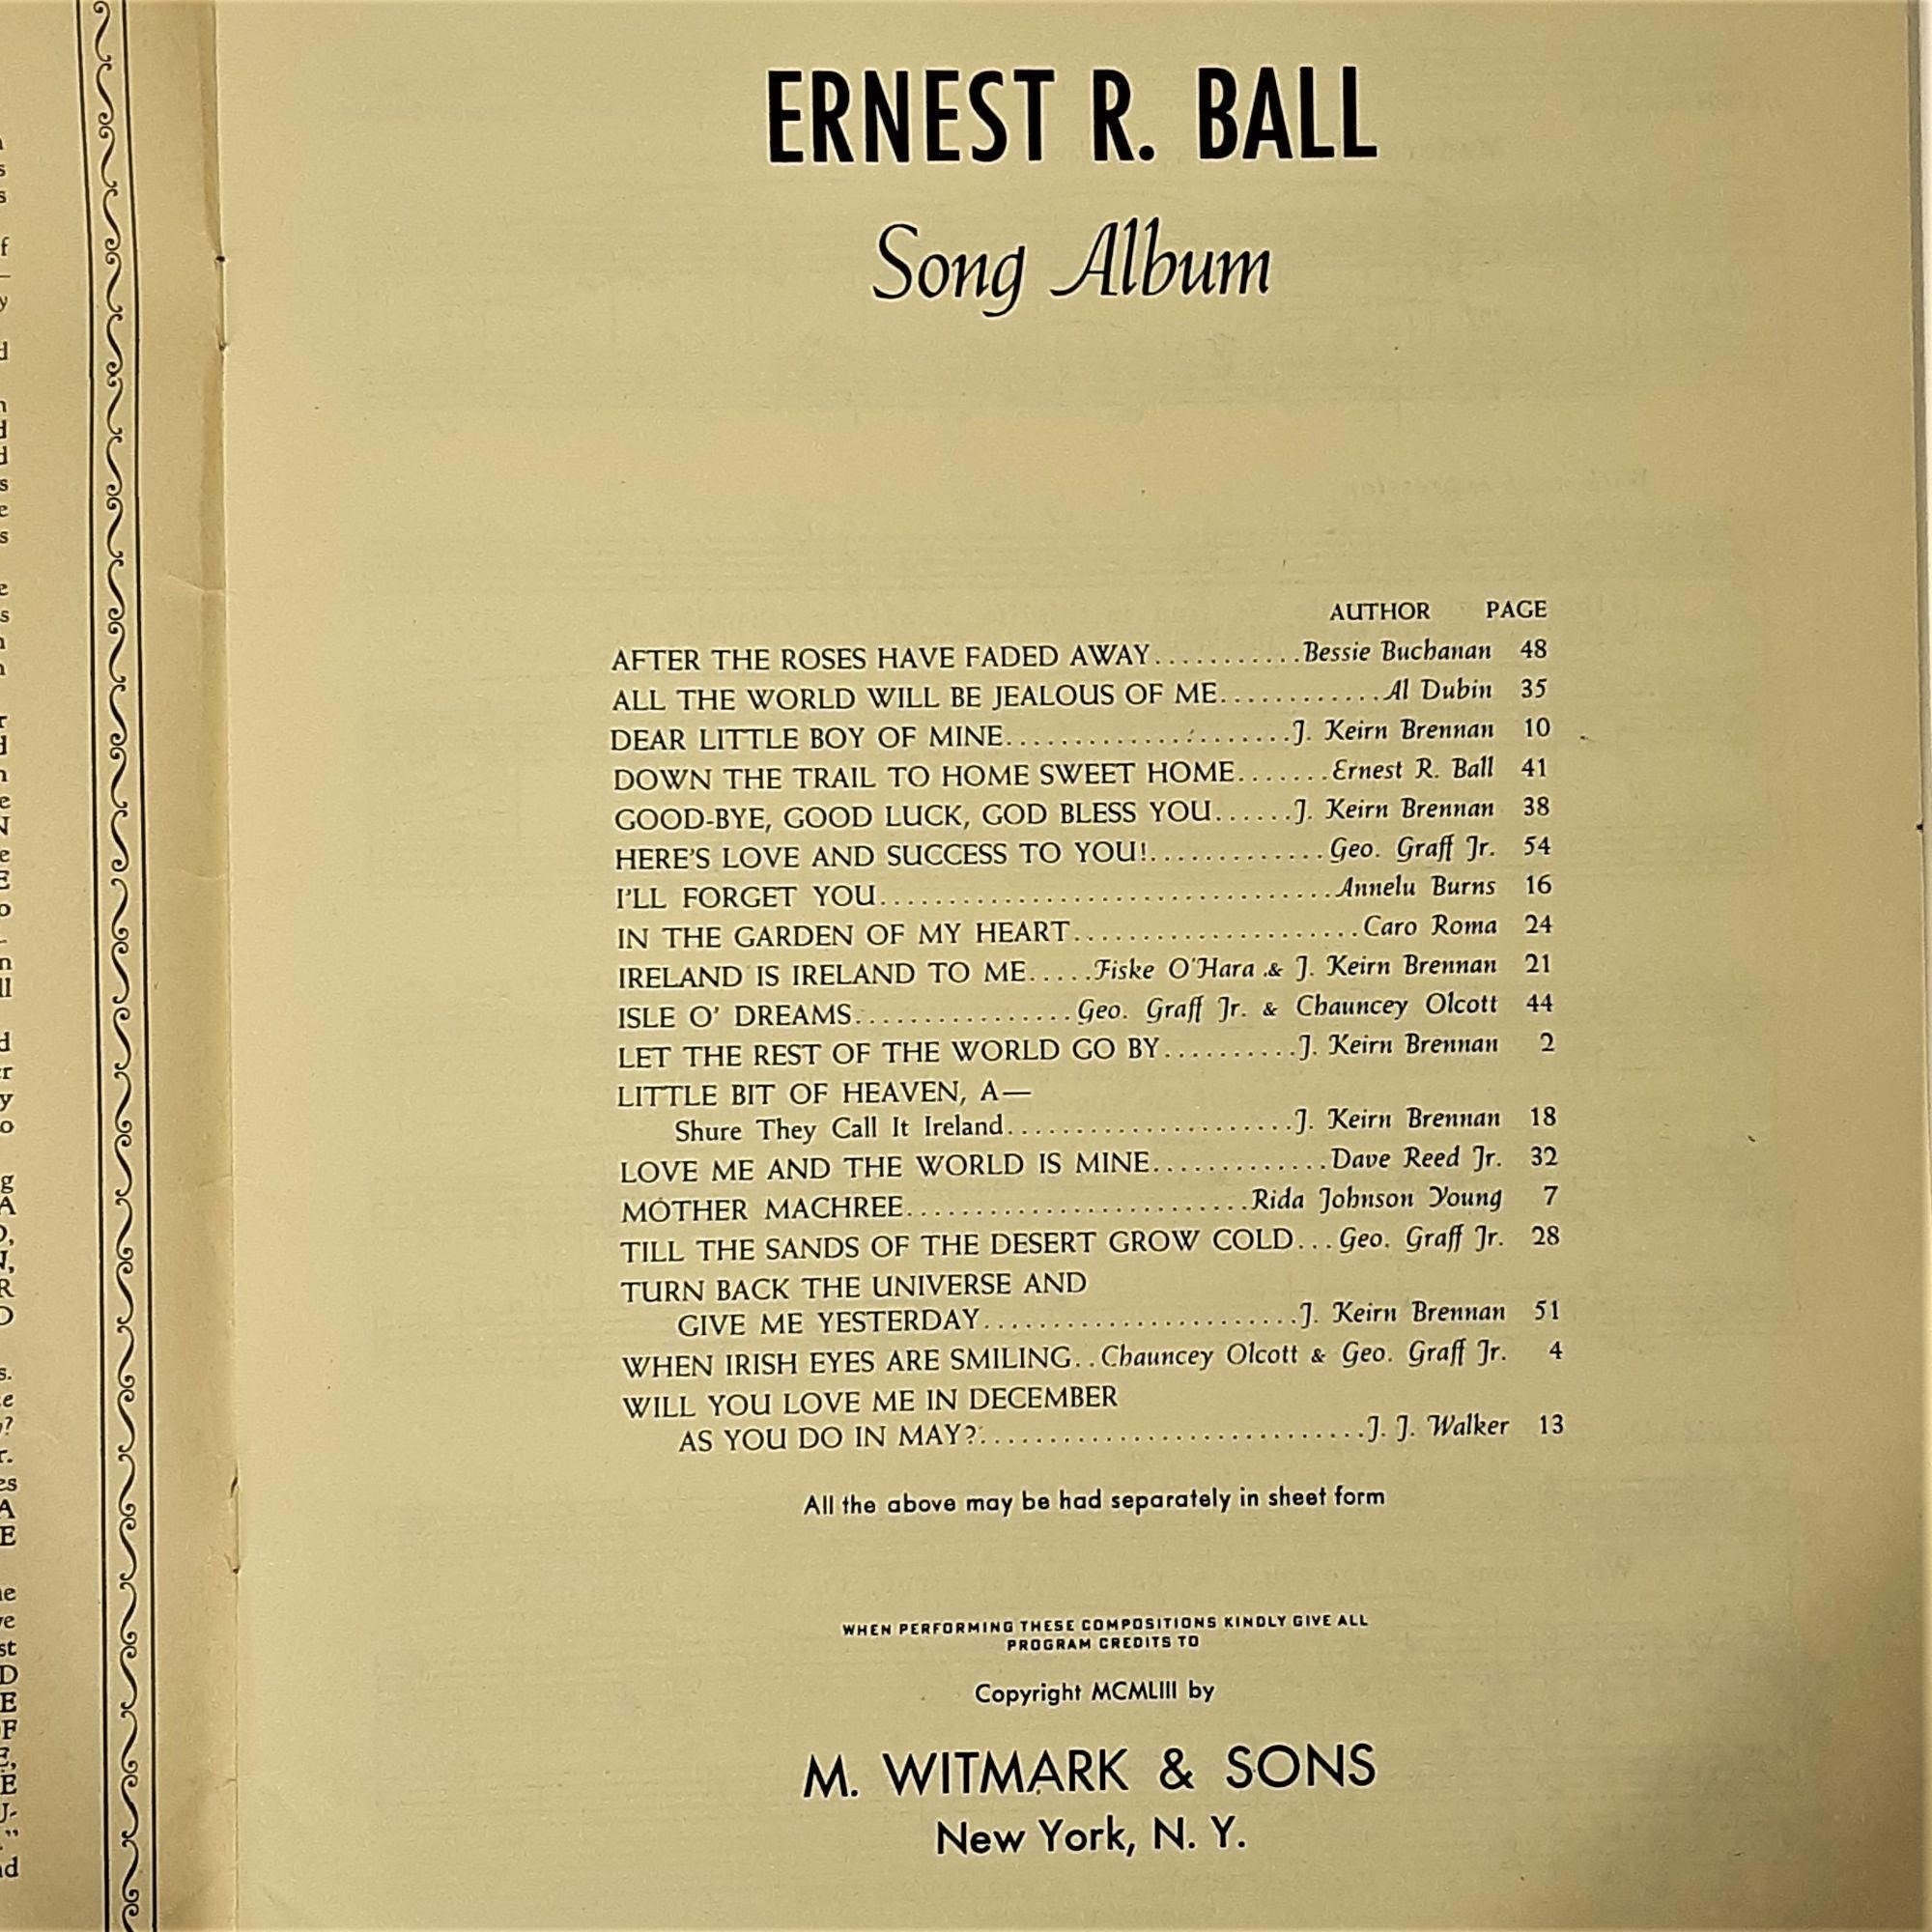 ERNEST R. BALL
Song Album
AUTHOR PAGE
AFTER THE ROSES HAVE FADED AWAY...........Bessie Buchanan 48
ALL THE WORLD WILL BE JEALOUS OF ME............Al Dubin 35
DEAR LITTLE BOY OF MINE.....................J. Keirn Brennan 10
DOWN THE TRAIL TO HOME SWEET HOME.......Ernest R. Ball 41
GOOD-BYE, GOOD LUCK, GOD BLESS YOU......J. Keirn Brennan 38
HERE'S LOVE AND SUCCESS TO YOU!.............Geo. Graff Jr. 54
I'LL FORGET YOU.................................Annelu Burns 16
IN THE GARDEN OF MY HEART.....................Caro Roma 24
IRELAND IS IRELAND TO ME.....Fiske O'Hara & J. Keirn Brennan 21
ISLE O' DREAMS................Geo. Graff Jr. & Chauncey Olcott 44
LET THE REST OF THE WORLD GO BY..........J. Keirn Brennan 2
LITTLE BIT OF HEAVEN, A—
Shure They Call It Ireland.....................J. Keirn Brennan 18
LOVE ME AND THE WORLD IS MINE.............Dave Reed Jr. 32
MOTHER MACHREE.........................Rida Johnson Young 7
TILL THE SANDS OF THE DESERT GROW COLD...Geo. Graff Jr. 28
TURN BACK THE UNIVERSE AND
GIVE ME YESTERDAY.......................J. Keirn Brennan 51
WHEN IRISH EYES ARE SMILING..Chauncey Olcott & Geo. Graff Jr. 4
WILL YOU LOVE ME IN DECEMBER
AS YOU DO IN MAY?............................J. J. Walker 13
All the above may be had separately in sheet form
WHEN PERFORMING THESE COMPOSITIONS KINDLY GIVE ALL
PROGRAM CREDITS TO
Copyright MCMLIII by
M. WITMARK & SONS
New York, N. Y.